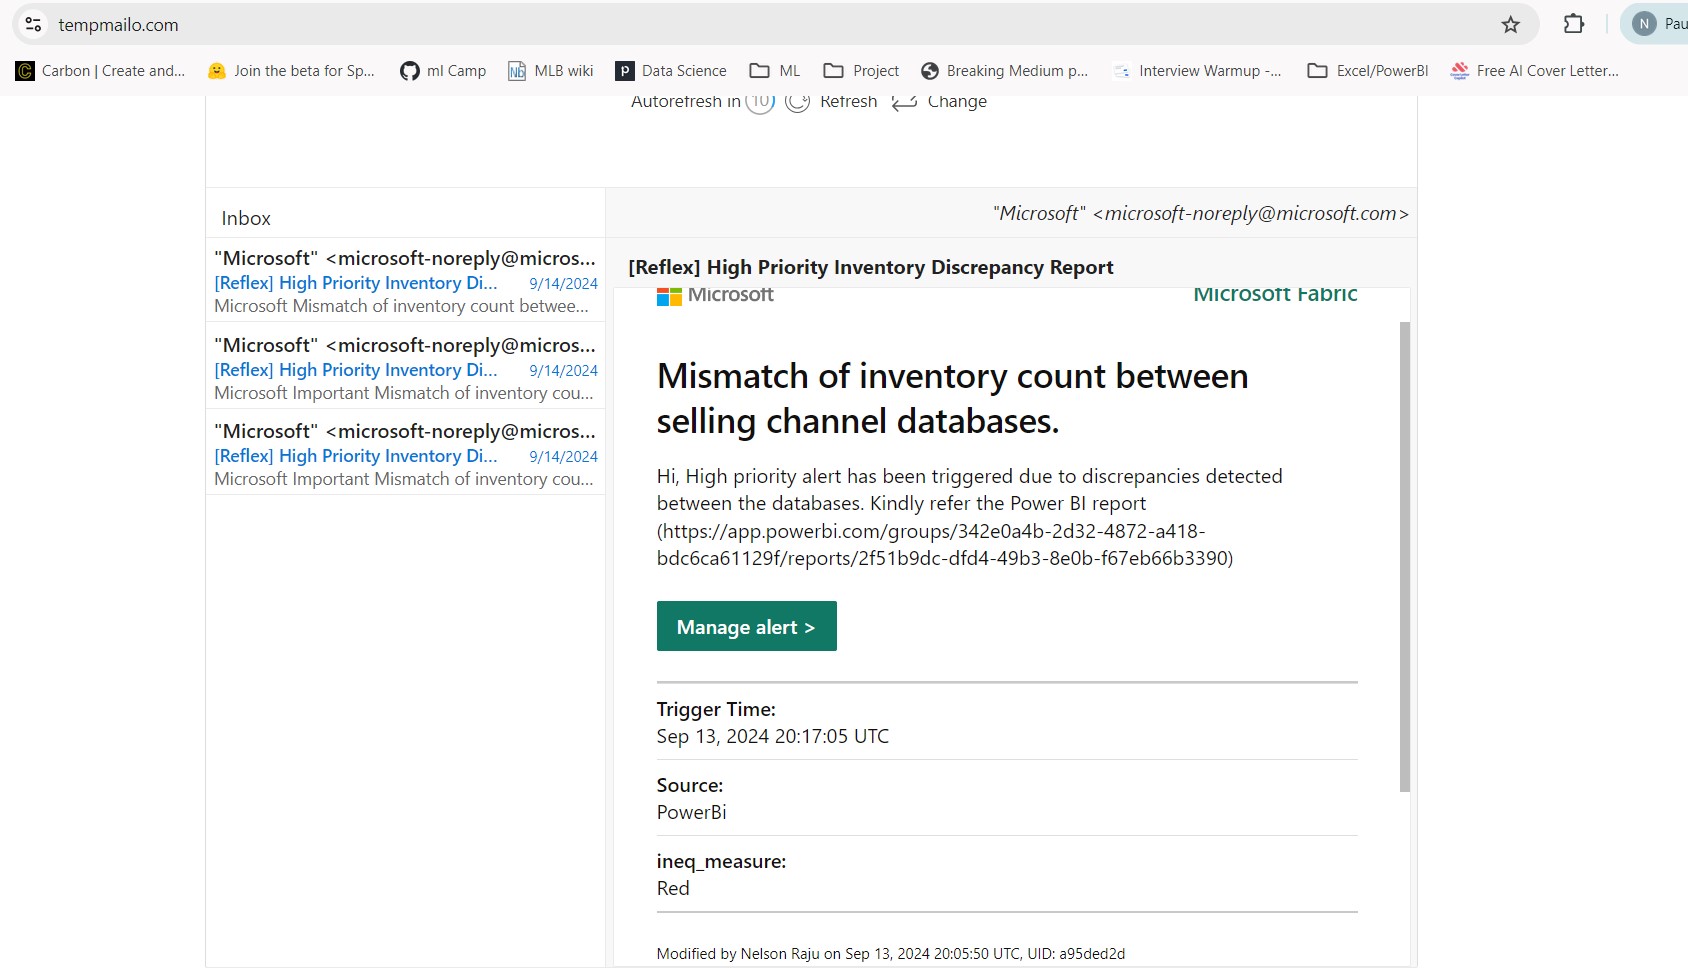 tempmailo.com
N Pau
Carbon | Create and... Join the beta for Sp... ml Camp MLB wiki Data Science ML Project Breaking Medium p... Interview Warmup -... Excel/PowerBI Free AI Cover Letter...
Autorefresh in 10 Refresh Change
Inbox
"Microsoft" <microsoft-noreply@micros...
[Reflex] High Priority Inventory Di... 9/14/2024
Microsoft Mismatch of inventory count betwee...
"Microsoft" <microsoft-noreply@micros...
[Reflex] High Priority Inventory Di... 9/14/2024
Microsoft Important Mismatch of inventory cou...
"Microsoft" <microsoft-noreply@micros...
[Reflex] High Priority Inventory Di... 9/14/2024
Microsoft Important Mismatch of inventory cou...
"Microsoft" <microsoft-noreply@microsoft.com>
[Reflex] High Priority Inventory Discrepancy Report
Microsoft Microsoft Fabric
Mismatch of inventory count between
selling channel databases.
Hi, High priority alert has been triggered due to discrepancies detected
between the databases. Kindly refer the Power BI report
(https://app.powerbi.com/groups/342e0a4b-2d32-4872-a418-
bdc6ca61129f/reports/2f51b9dc-dfd4-49b3-8e0b-f67eb66b3390)
Manage alert >
Trigger Time:
Sep 13, 2024 20:17:05 UTC
Source:
PowerBi
ineq_measure:
Red
Modified by Nelson Raju on Sep 13, 2024 20:05:50 UTC, UID: a95ded2d